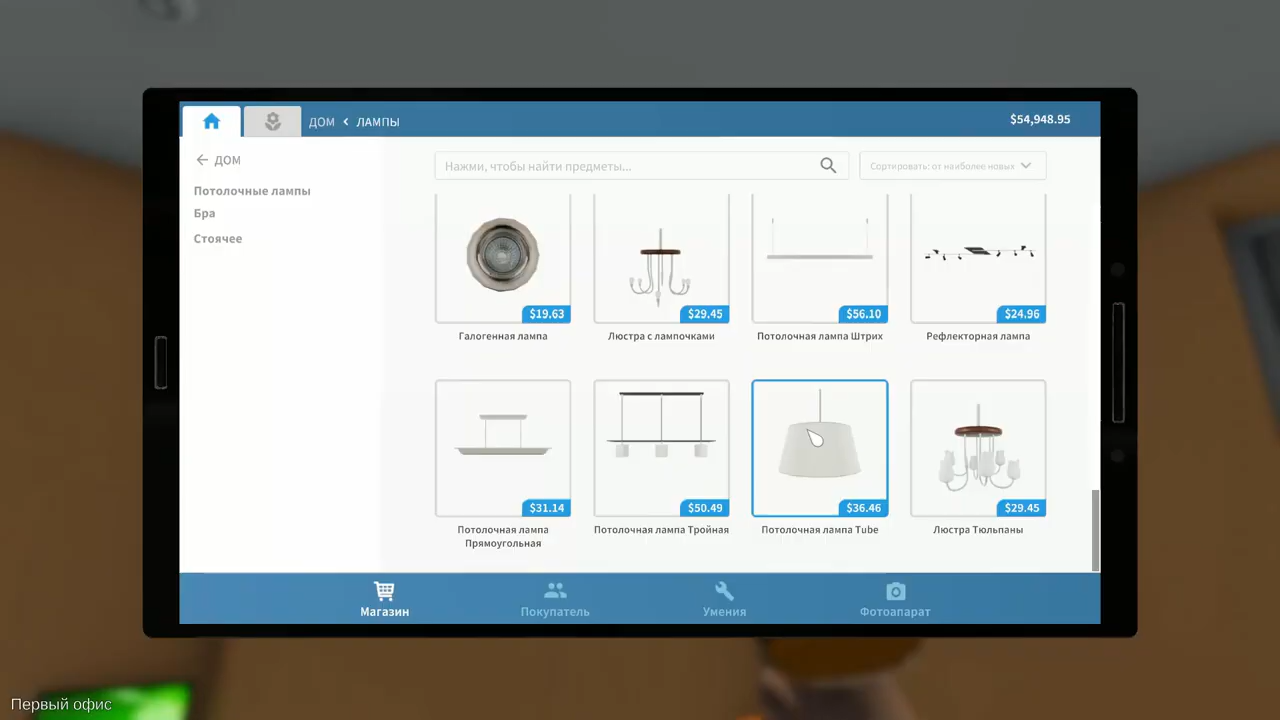 ДОМ < ЛАМПЫ
$54,948.95
ДОМ
Нажми, чтобы найти предметы...
Сортировать: от наиболее новых
Потолочные лампы
Бра
Стоячее
$19.63
$29.45
$56.10
$24.96
Галогенная лампа
Люстра с лампочками
Потолочная лампа Штрих
Рефлекторная лампа
$31.14
$50.49
$36.46
$29.45
Потолочная лампа
Прямоугольная
Потолочная лампа Тройная
Потолочная лампа Tube
Люстра Тюльпаны
Магазин
Покупатель
Умения
Фотоапарат
Первый офис